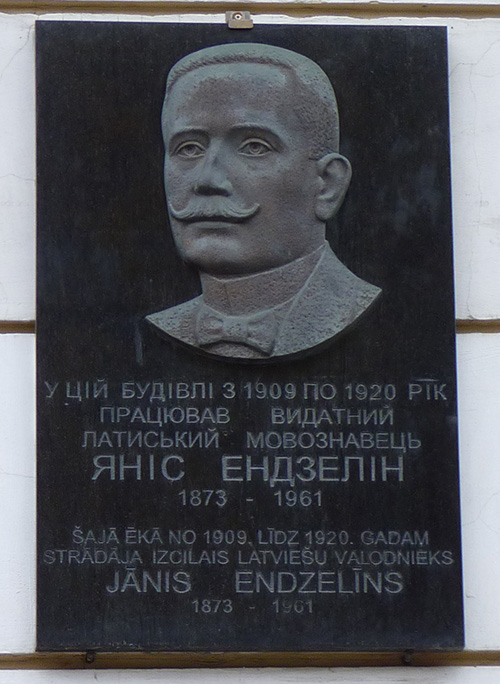 У ЦІЙ БУДІВЛІ З 1909 ПО 1920 РІК
ПРАЦЮВАВ ВИДАТНИЙ
ЛАТИСЬКИЙ МОВОЗНАВЕЦЬ
ЯНІС ЕНДЗЕЛІН
1873 - 1961
ŠAJĀ ĒKĀ NO 1909. LĪDZ 1920. GADAM
STRĀDĀJA IZCILAIS LATVIEŠU VALODNIEKS
JĀNIS ENDZELĪNS
1873 - 1961